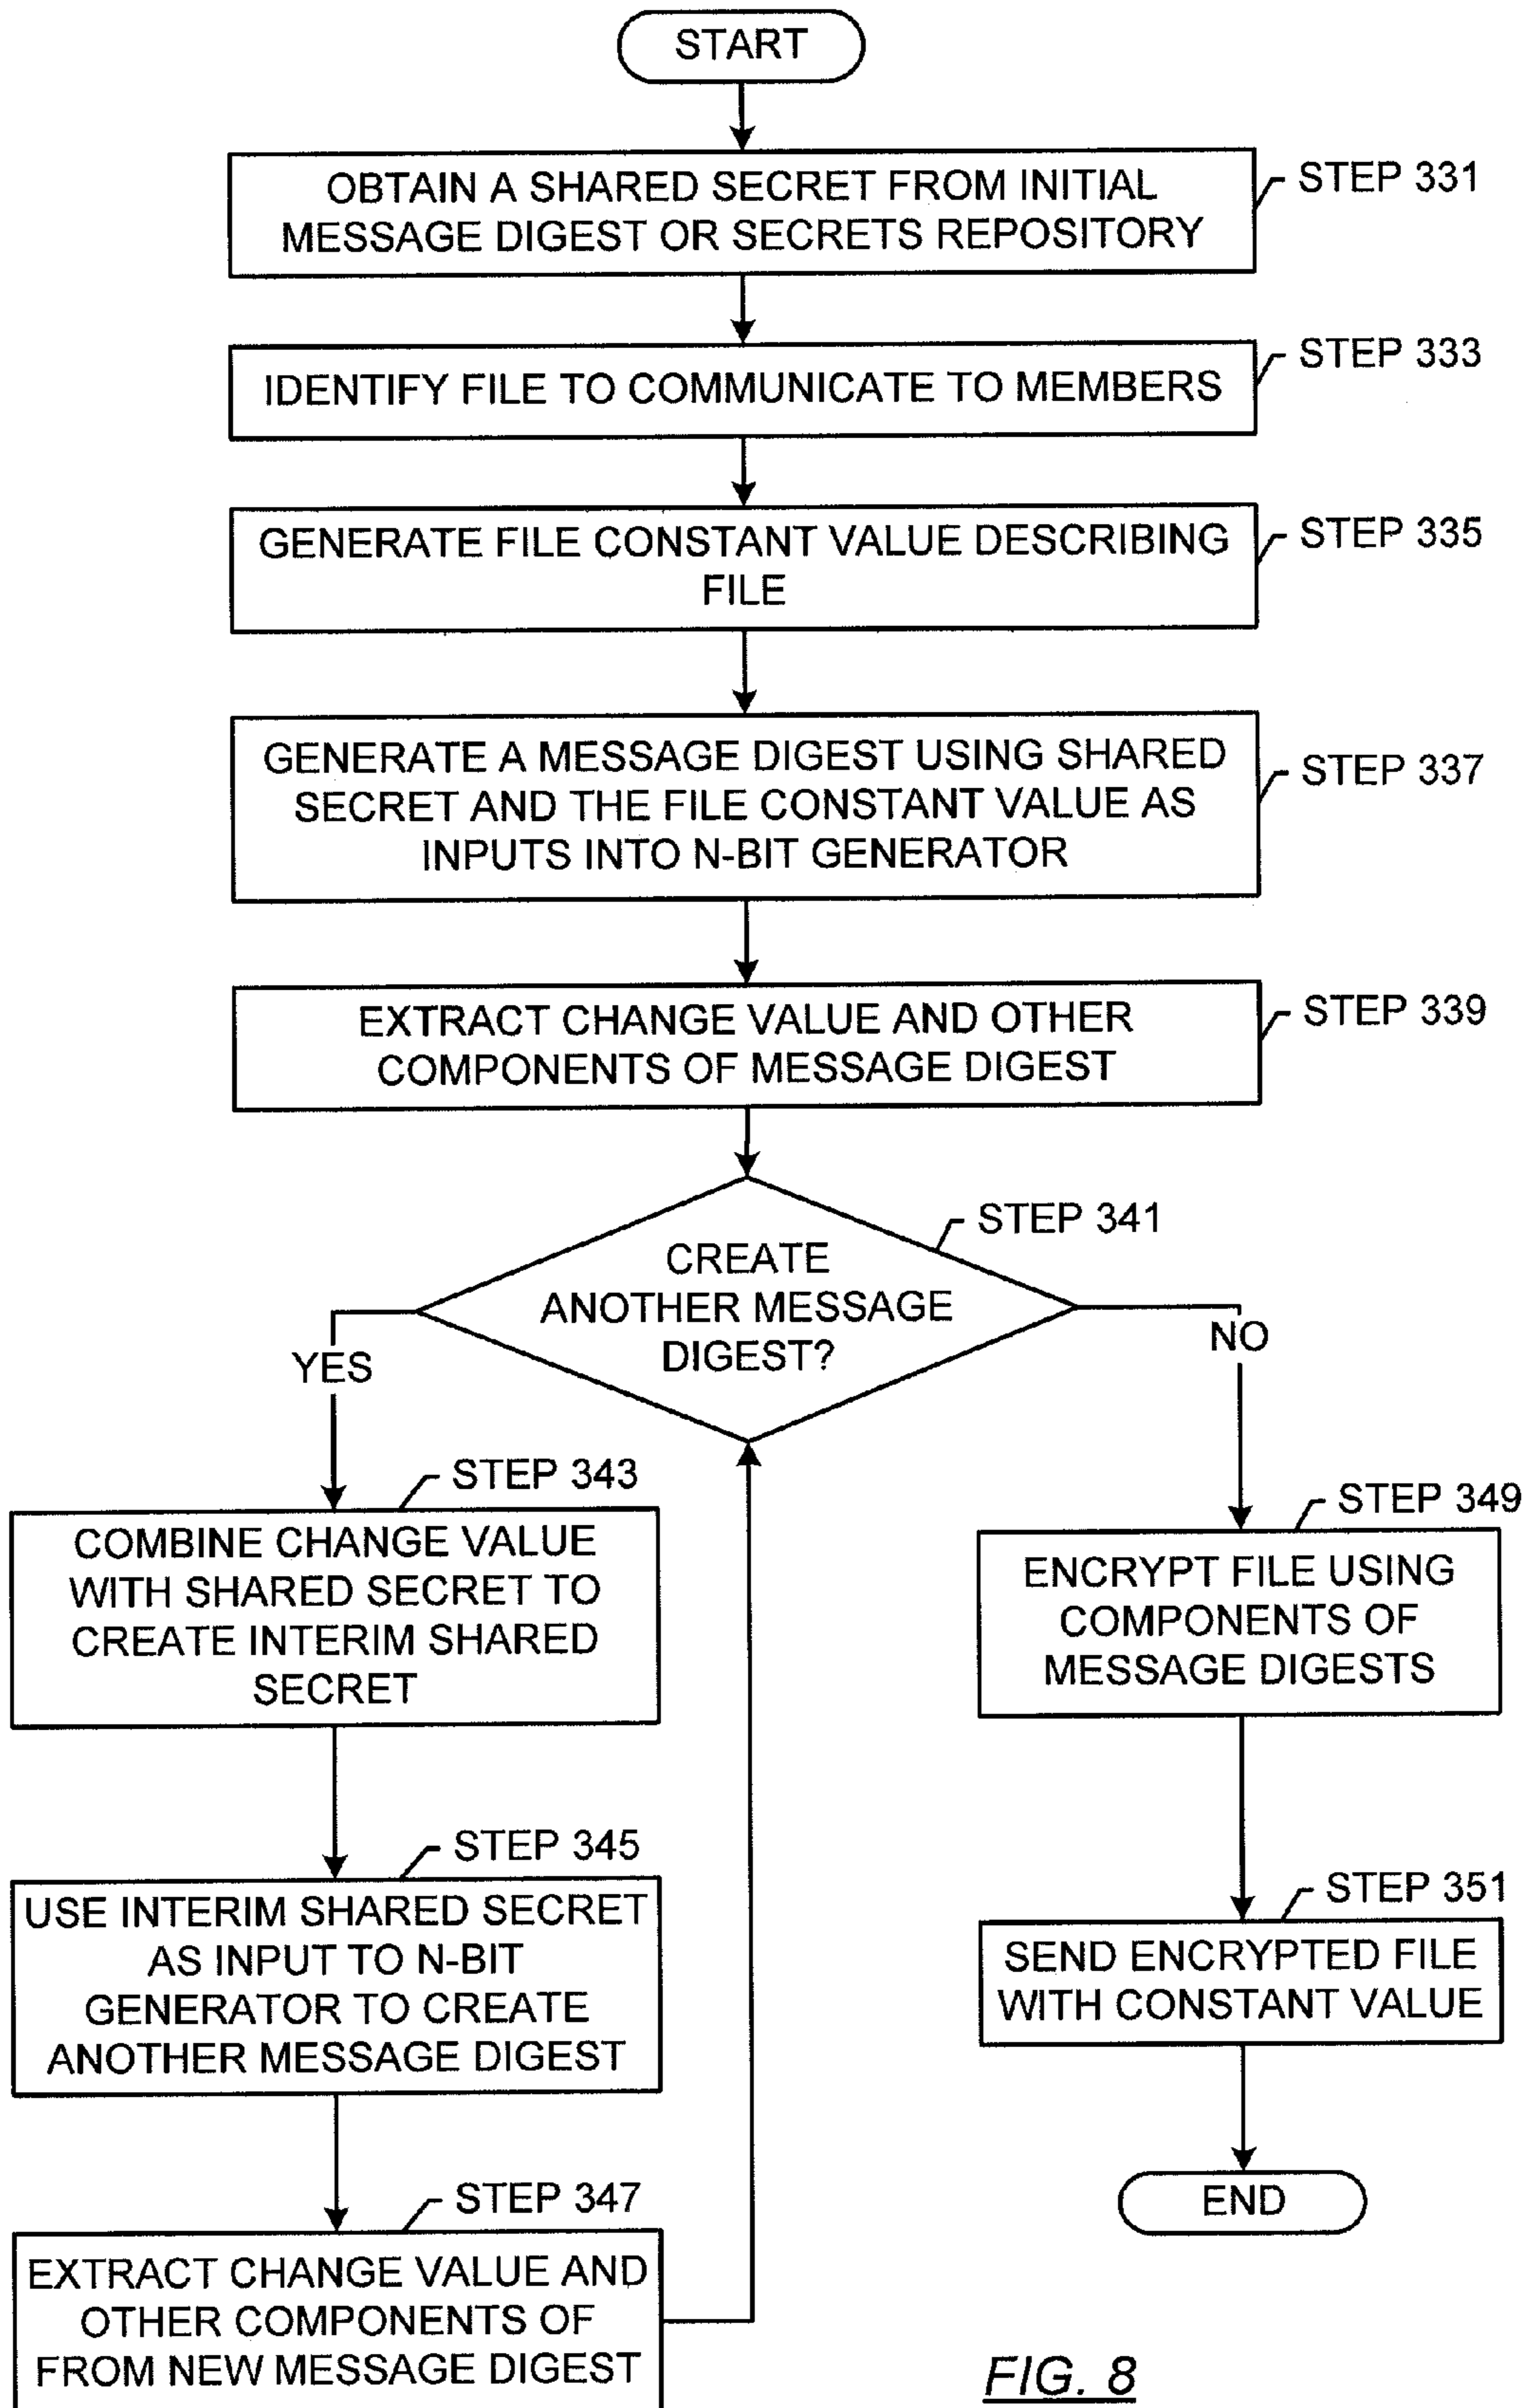 START
OBTAIN A SHARED SECRET FROM INITIAL
MESSAGE DIGEST OR SECRETS REPOSITORY
STEP 331
IDENTIFY FILE TO COMMUNICATE TO MEMBERS
STEP 333
GENERATE FILE CONSTANT VALUE DESCRIBING
FILE
STEP 335
GENERATE A MESSAGE DIGEST USING SHARED
SECRET AND THE FILE CONSTANT VALUE AS
INPUTS INTO N-BIT GENERATOR
STEP 337
EXTRACT CHANGE VALUE AND OTHER
COMPONENTS OF MESSAGE DIGEST
STEP 339
STEP 341
CREATE
ANOTHER MESSAGE
DIGEST?
YES
NO
STEP 343
COMBINE CHANGE VALUE
WITH SHARED SECRET TO
CREATE INTERIM SHARED
SECRET
STEP 345
USE INTERIM SHARED SECRET
AS INPUT TO N-BIT
GENERATOR TO CREATE
ANOTHER MESSAGE DIGEST
STEP 347
EXTRACT CHANGE VALUE AND
OTHER COMPONENTS OF
FROM NEW MESSAGE DIGEST
STEP 349
ENCRYPT FILE USING
COMPONENTS OF
MESSAGE DIGESTS
STEP 351
SEND ENCRYPTED FILE
WITH CONSTANT VALUE
END
FIG. 8